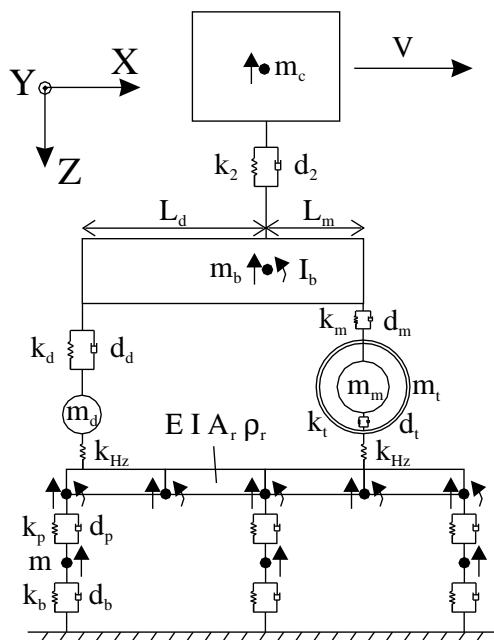 V
X
Y
Z
m_c
k_2 d_2
L_d L_m
m_b I_b
k_m d_m
k_d d_d
m_d m_m m_t
k_t d_t
k_Hz k_Hz
E I A_r ρ_r
k_p d_p
m
k_b d_b